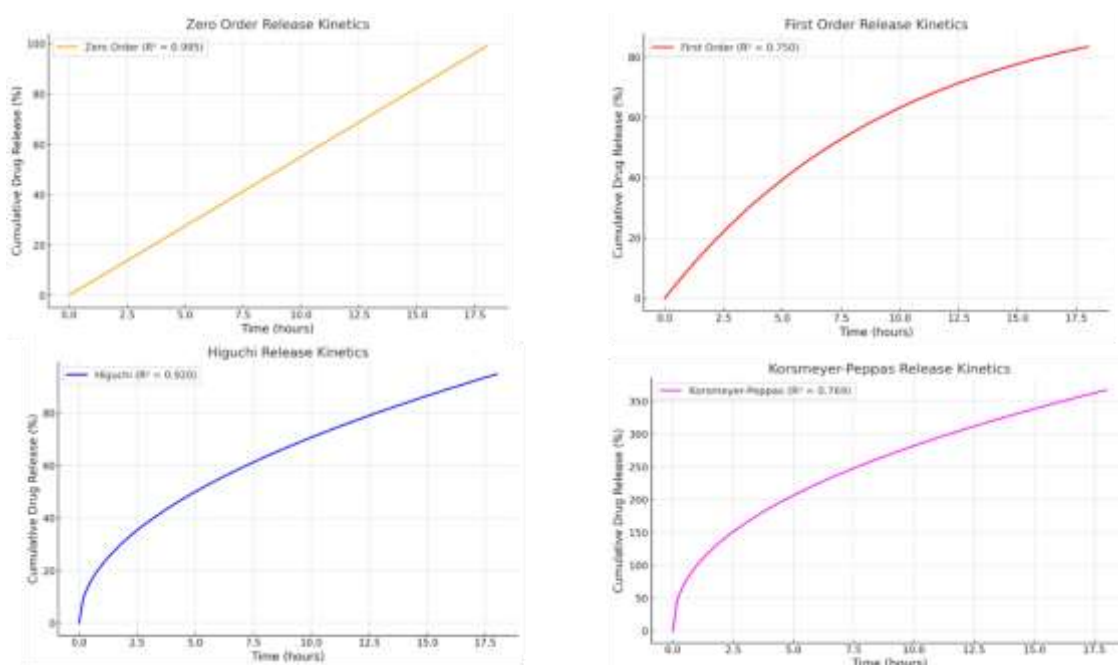 Zero Order Release Kinetics
Zero Order (R² = 0.995)
Cumulative Drug Release (%)
100
80
60
40
20
0
0.0 2.5 5.0 7.5 10.0 12.5 15.0 17.5
Time (hours)
First Order Release Kinetics
First Order (R² = 0.750)
Cumulative Drug Release (%)
80
60
40
20
0
0.0 2.5 5.0 7.5 10.0 12.5 15.0 17.5
Time (hours)
Higuchi Release Kinetics
Higuchi (R² = 0.920)
Cumulative Drug Release (%)
80
60
40
20
0
0.0 2.5 5.0 7.5 10.0 12.5 15.0 17.5
Time (hours)
Korsmeyer-Peppas Release Kinetics
Korsmeyer-Peppas (R² = 0.769)
Cumulative Drug Release (%)
350
300
250
200
150
100
50
0
0.0 2.5 5.0 7.5 10.0 12.5 15.0 17.5
Time (hours)